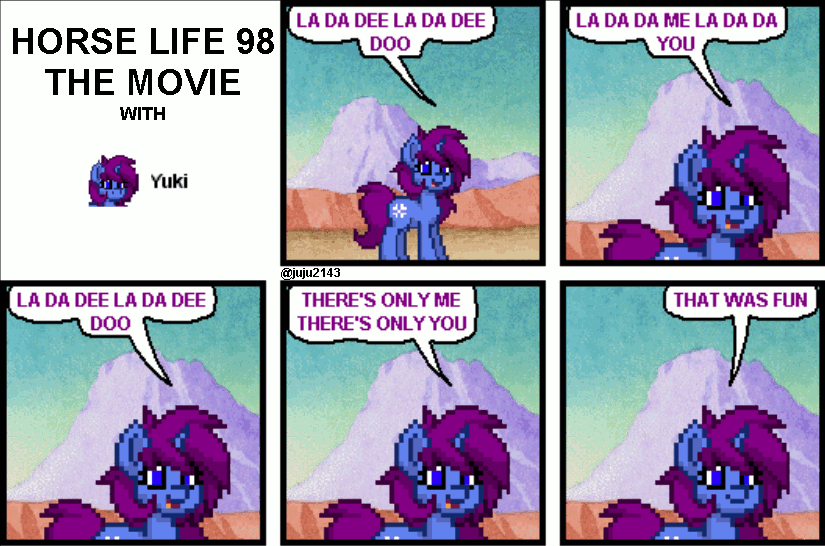 HORSE LIFE 98
THE MOVIE
WITH
Yuki
LA DA DEE LA DA DEE
DOO
@juju2143
LA DA DA ME LA DA DA
YOU
LA DA DEE LA DA DEE
DOO
THERE'S ONLY ME
THERE'S ONLY YOU
THAT WAS FUN